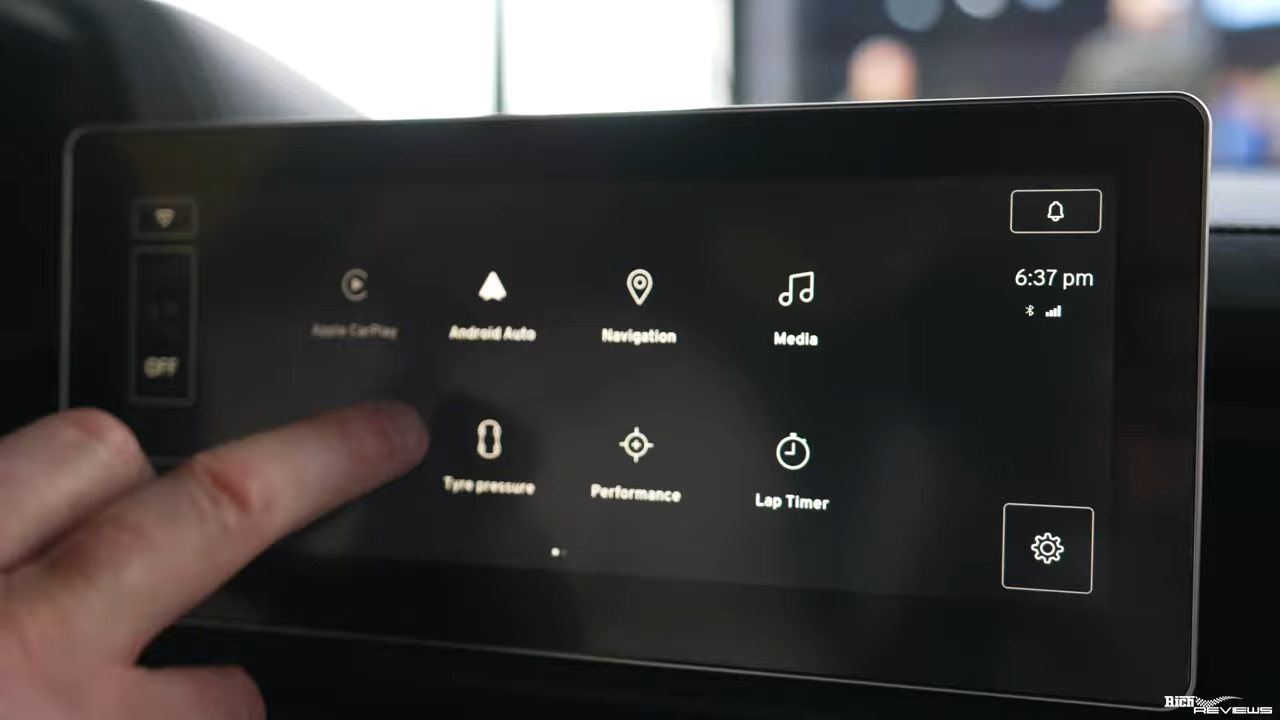 6:37 pm
Apple CarPlay
Android Auto
Navigation
Media
OFF
Tyre pressure
Performance
Lap Timer
Rich
REVIEWS